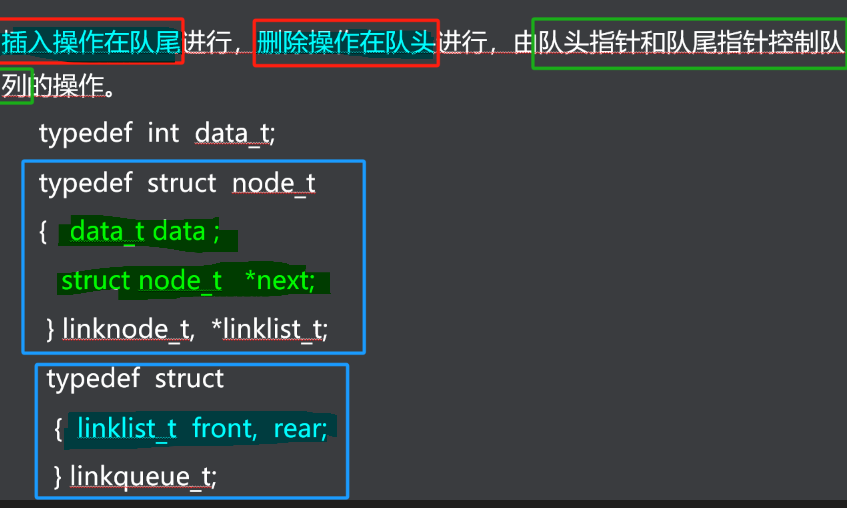 插入操作在队尾进行，删除操作在队头进行，由队头指针和队尾指针控制队
列的操作。
typedef int data_t;
typedef struct node_t
{ data_t data ;
struct node_t *next;
} linknode_t, *linklist_t;
typedef struct
{ linklist_t front, rear;
} linkqueue_t;